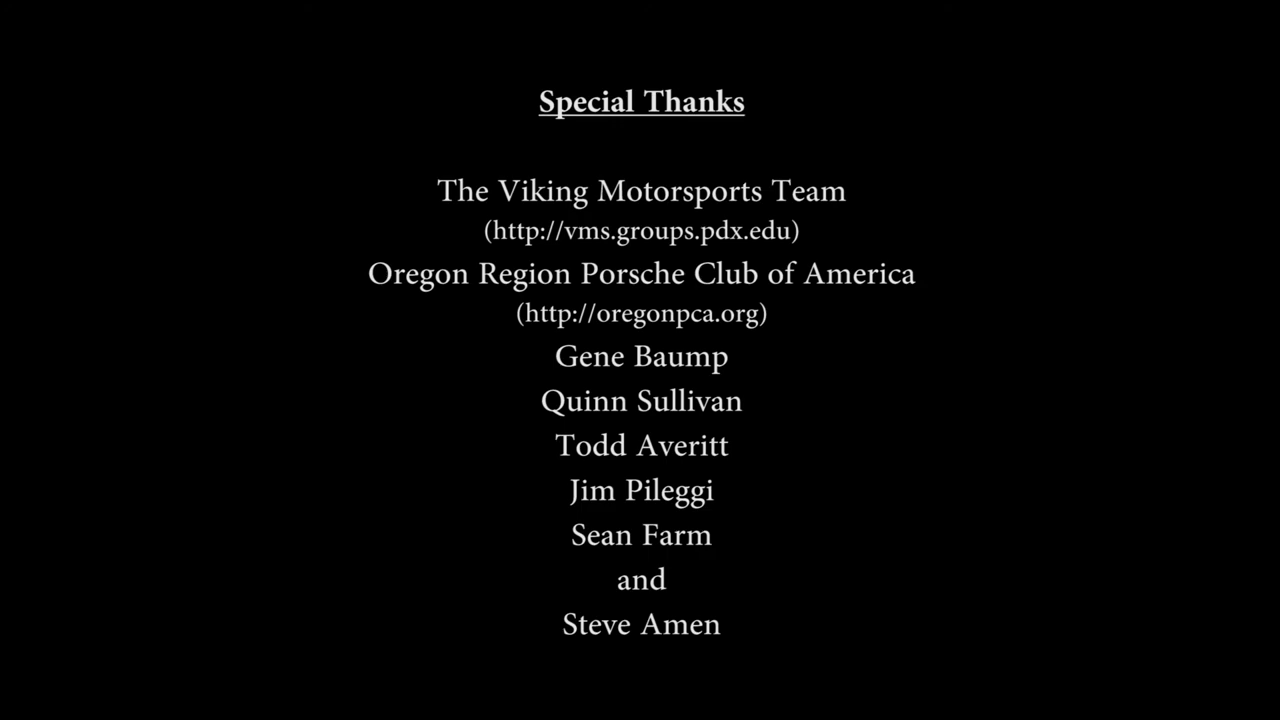 Special Thanks
The Viking Motorsports Team
(http://vms.groups.pdx.edu)
Oregon Region Porsche Club of America
(http://oregonpca.org)
Gene Baump
Quinn Sullivan
Todd Averitt
Jim Pileggi
Sean Farm
and
Steve Amen